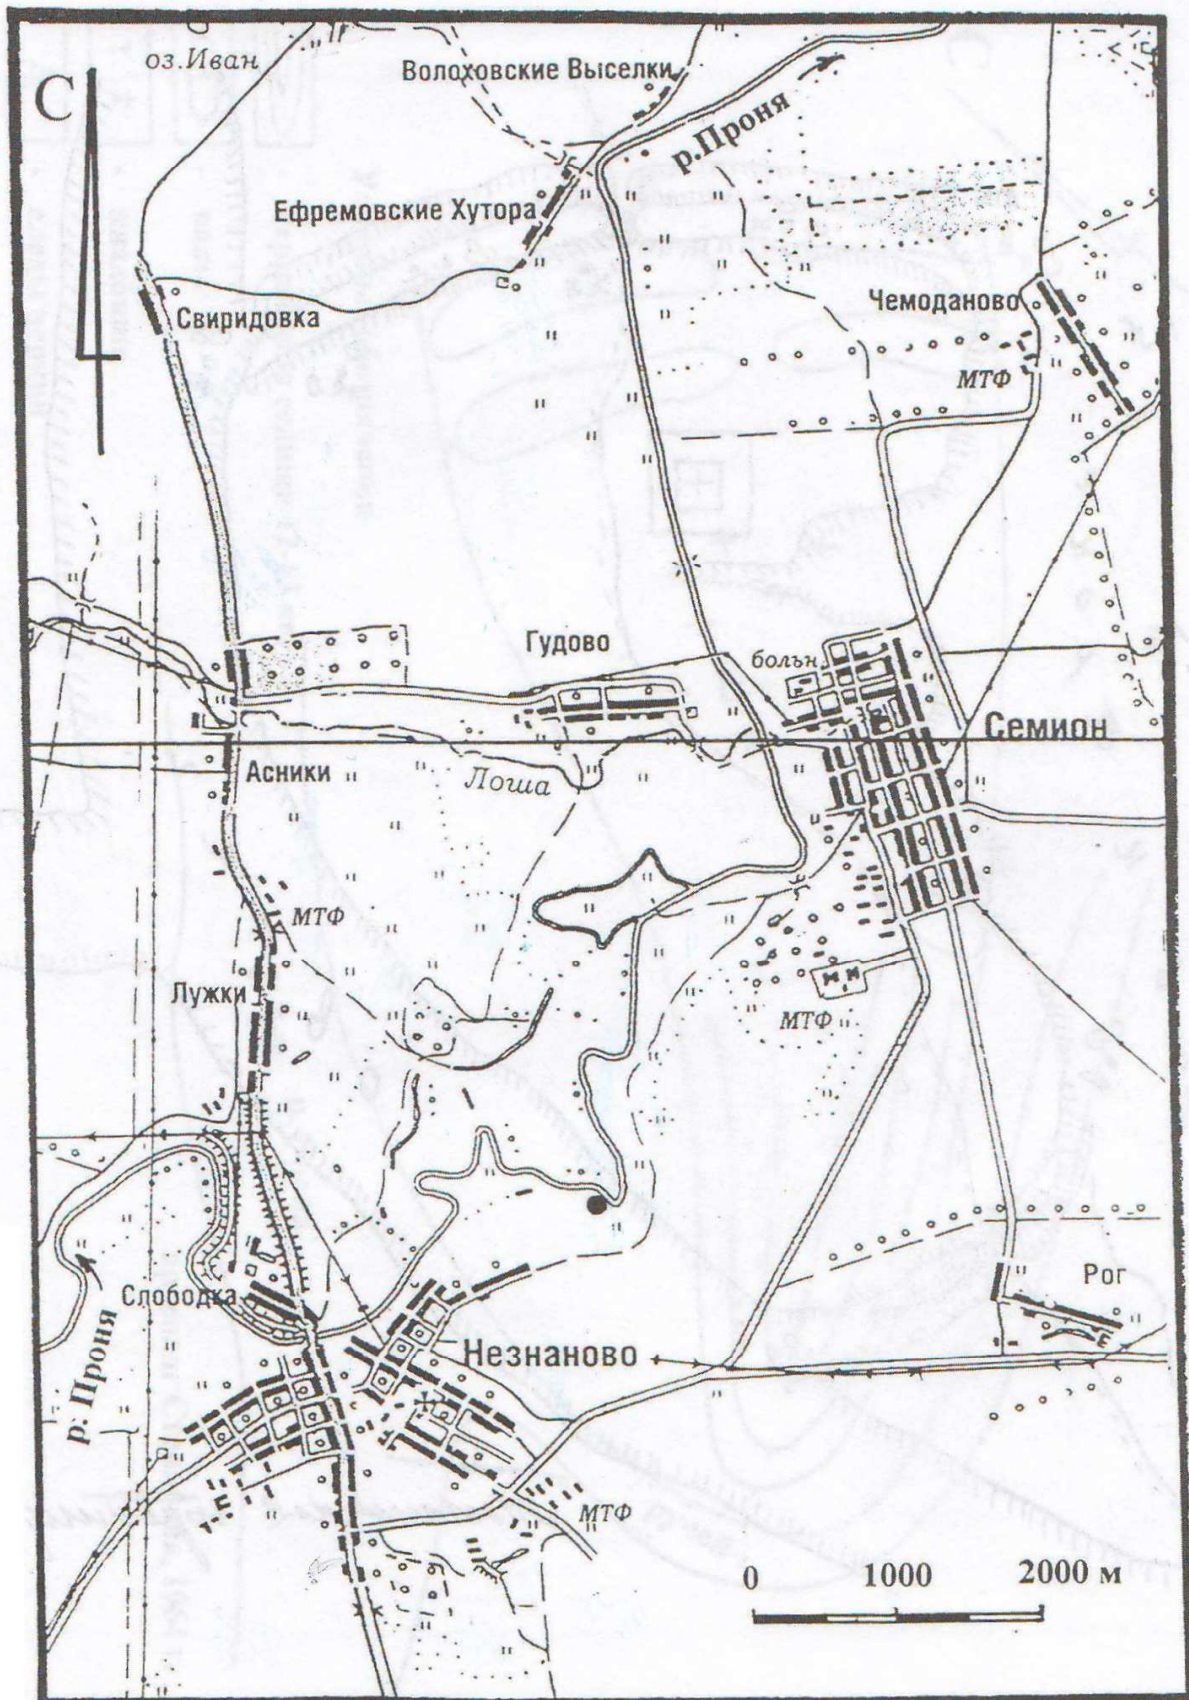 оз.Иван
Волоховские Выселки
С
р.Проня
Ефремовские Хутора
Свиридовка
Чемоданово
МТФ
Гудово
больн.
Семион
Асники
Лоша
МТФ
Лужки
МТФ
Рог
Слободка
Незнаново
р. Проня
МТФ
0 1000 2000 м